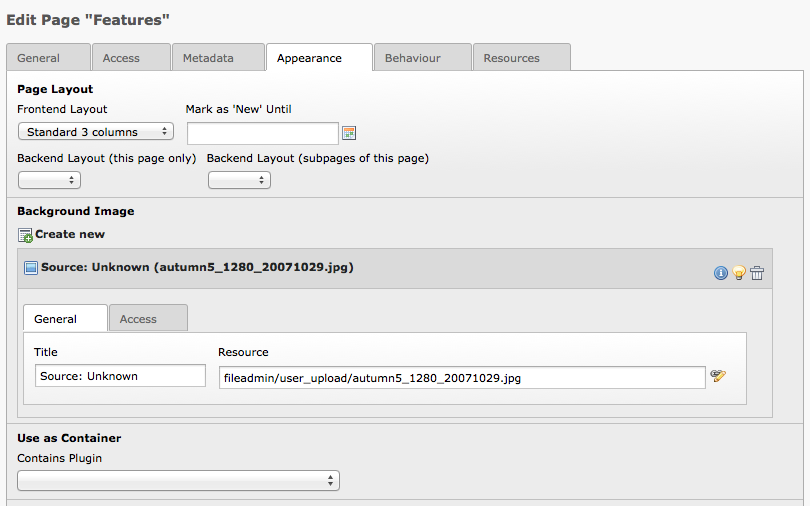 Edit Page "Features"
General Access Metadata Appearance Behaviour Resources
Page Layout
Frontend Layout Mark as 'New' Until
Standard 3 columns
Backend Layout (this page only) Backend Layout (subpages of this page)
Background Image
Create new
Source: Unknown (autumn5_1280_20071029.jpg)
General Access
Title Resource
Source: Unknown fileadmin/user_upload/autumn5_1280_20071029.jpg
Use as Container
Contains Plugin